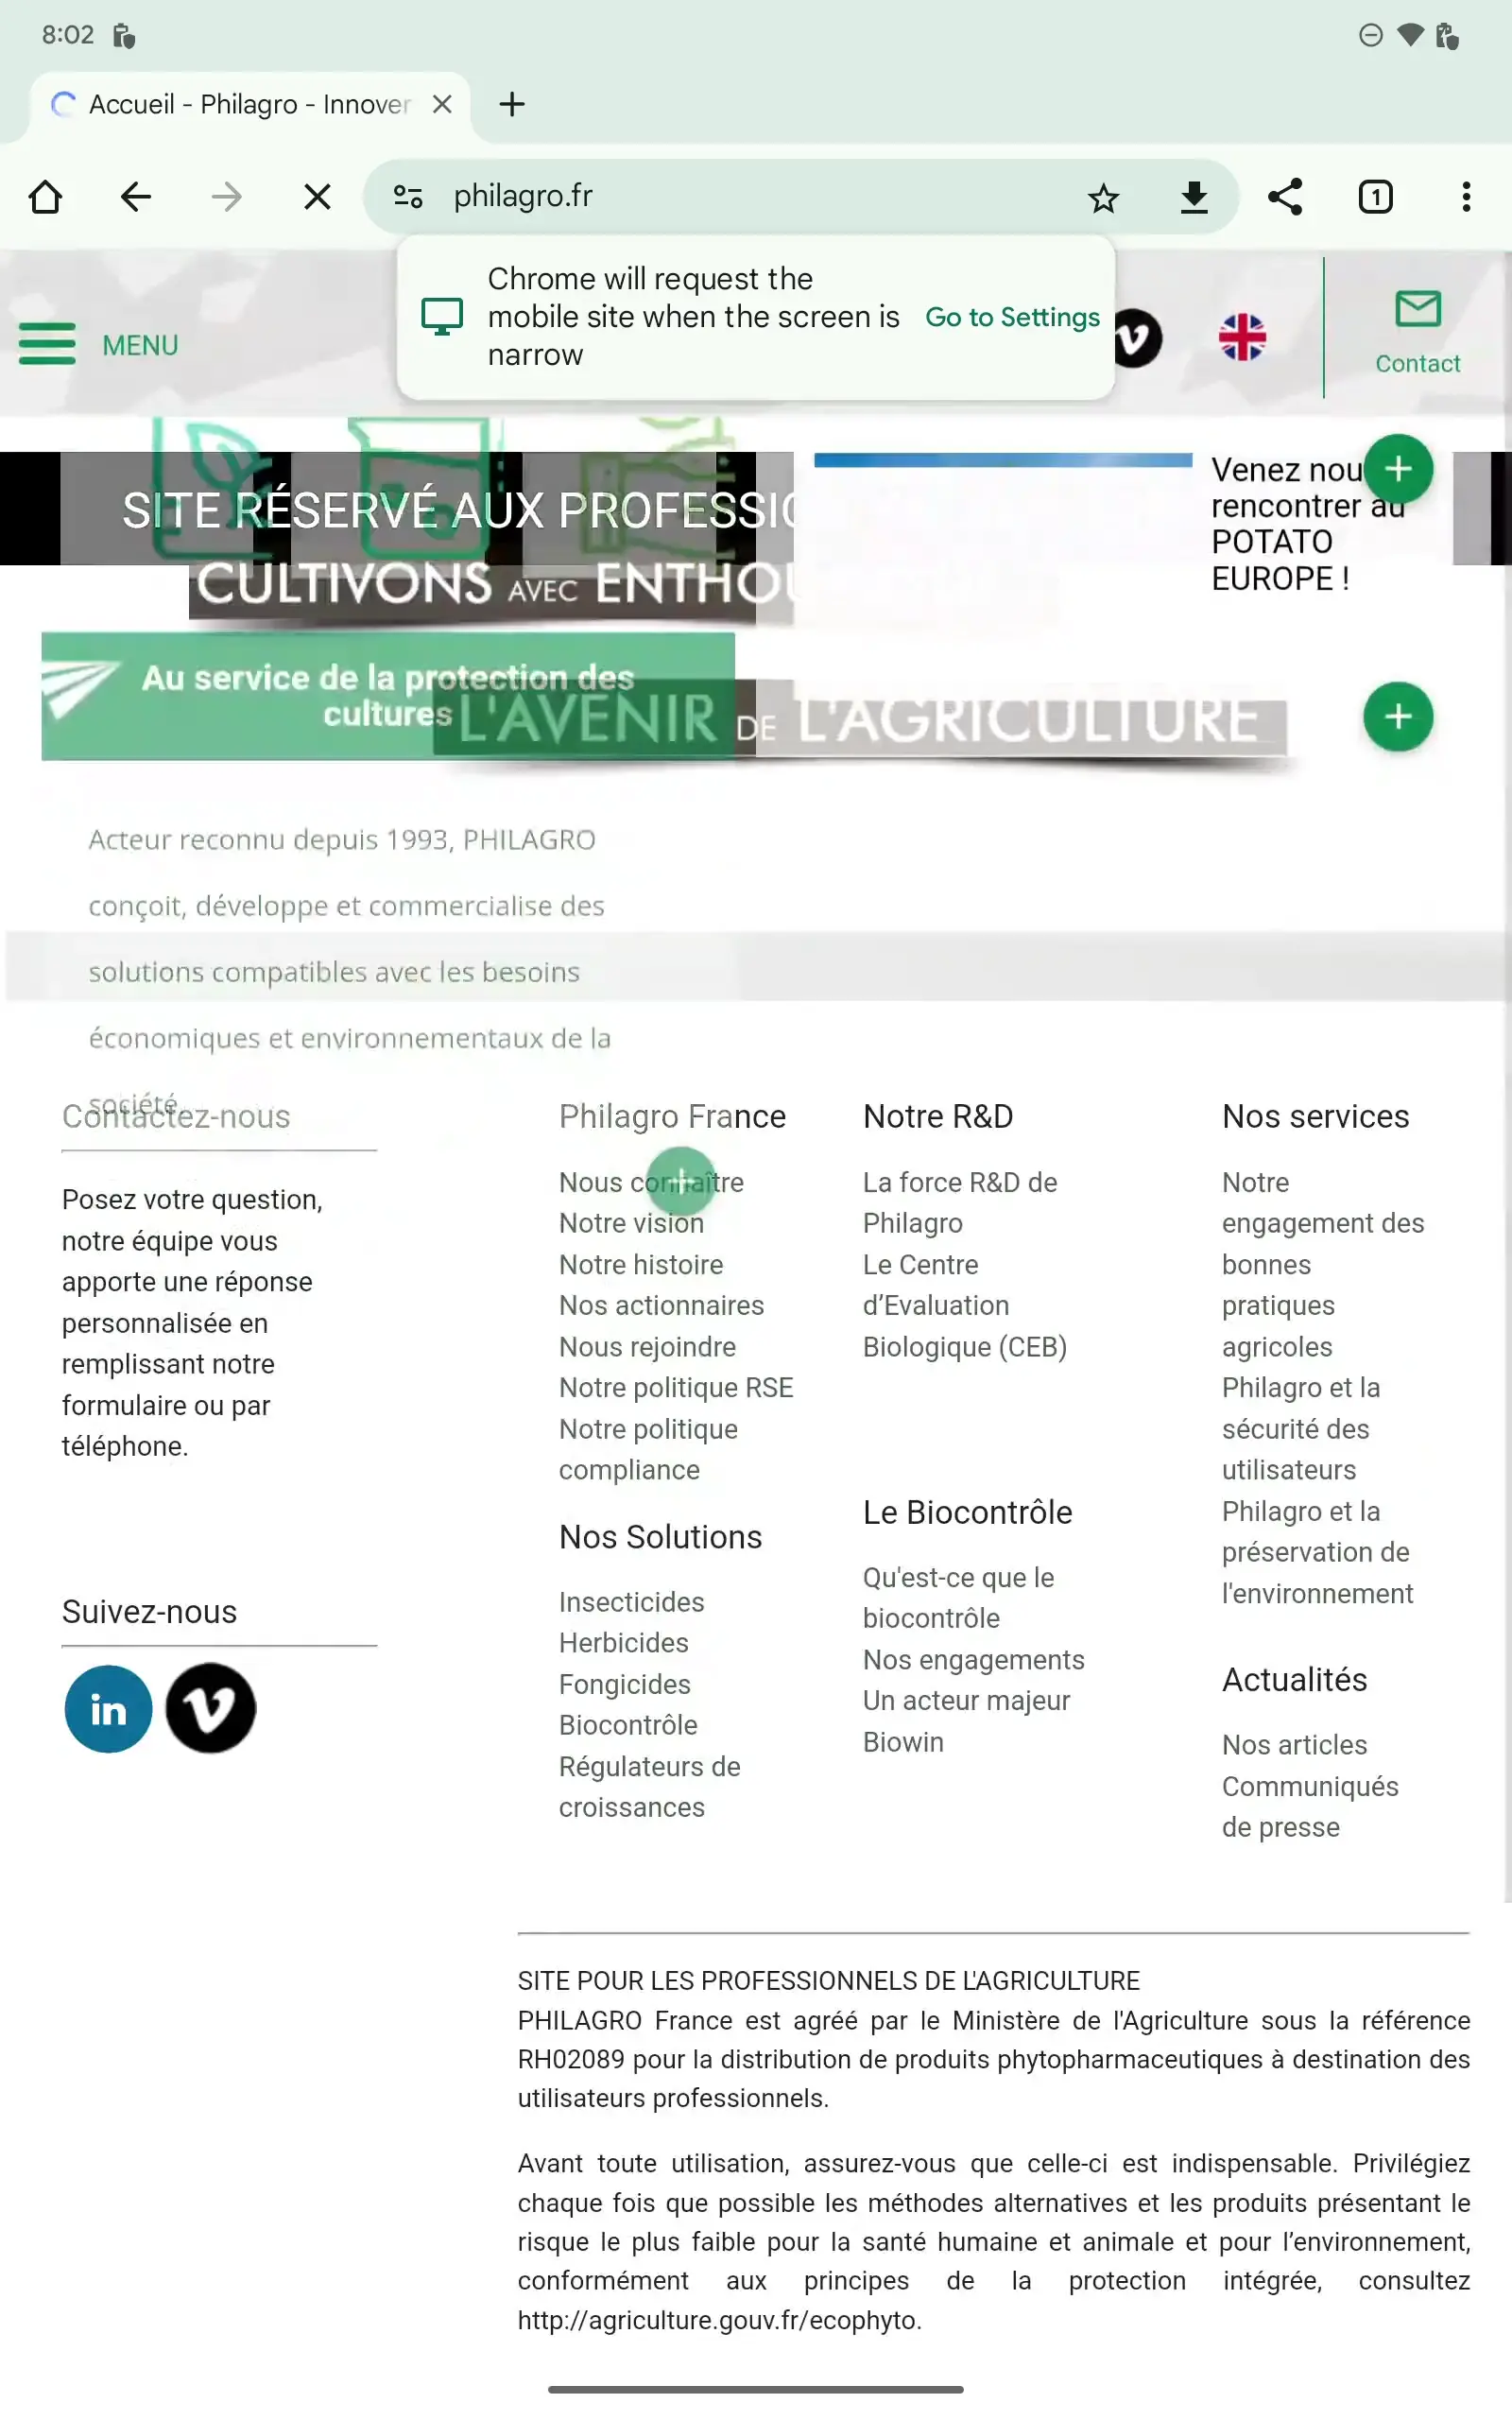 8:02
Accueil - Philagro - Innover
philagro.fr
1
Chrome will request the
mobile site when the screen is
narrow
Go to Settings
MENU
Contact
SITE RÉSERVÉ AUX
Venez
rencontrer au
POTATO
EUROPE !
CULTIVONS AVEC
Au service de la protection des
cultures
L'AVENIR DE L'AGRICULTURE
Acteur reconnu depuis 1993, PHILAGRO
conçoit, développe et commercialise des
solutions compatibles avec les besoins
économiques et environnementaux de la
société.
Contactez-nous
Posez votre question,
notre équipe vous
apporte une réponse
personnalisée en
remplissant notre
formulaire ou par
téléphone.
Suivez-nous
in
Philagro France
Nous connaître
Notre vision
Notre histoire
Nos actionnaires
Nous rejoindre
Notre politique RSE
Notre politique
compliance
Nos Solutions
Insecticides
Herbicides
Fongicides
Biocontrôle
Régulateurs de
croissances
Notre R&D
La force R&D de
Philagro
Le Centre
d’Evaluation
Biologique (CEB)
Le Biocontrôle
Qu'est-ce que le
biocontrôle
Nos engagements
Un acteur majeur
Biowin
Nos services
Notre
engagement des
bonnes
pratiques
agricoles
Philagro et la
sécurité des
utilisateurs
Philagro et la
préservation de
l'environnement
Actualités
Nos articles
Communiqués
de presse
SITE POUR LES PROFESSIONNELS DE L'AGRICULTURE
PHILAGRO France est agréé par le Ministère de l'Agriculture sous la référence
RH02089 pour la distribution de produits phytopharmaceutiques à destination des
utilisateurs professionnels.
Avant toute utilisation, assurez-vous que celle-ci est indispensable. Privilégiez
chaque fois que possible les méthodes alternatives et les produits présentant le
risque le plus faible pour la santé humaine et animale et pour l’environnement,
conformément aux principes de la protection intégrée, consultez
http://agriculture.gouv.fr/ecophyto.